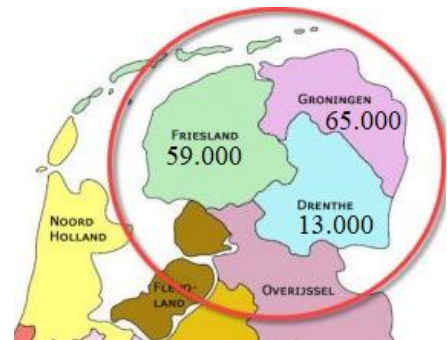 GRONINGEN
65.000
FRIESLAND
59.000
DRENTHE
13.000
NOORD
HOLLAND
FLEVO-
LAND
OVERIJSSEL